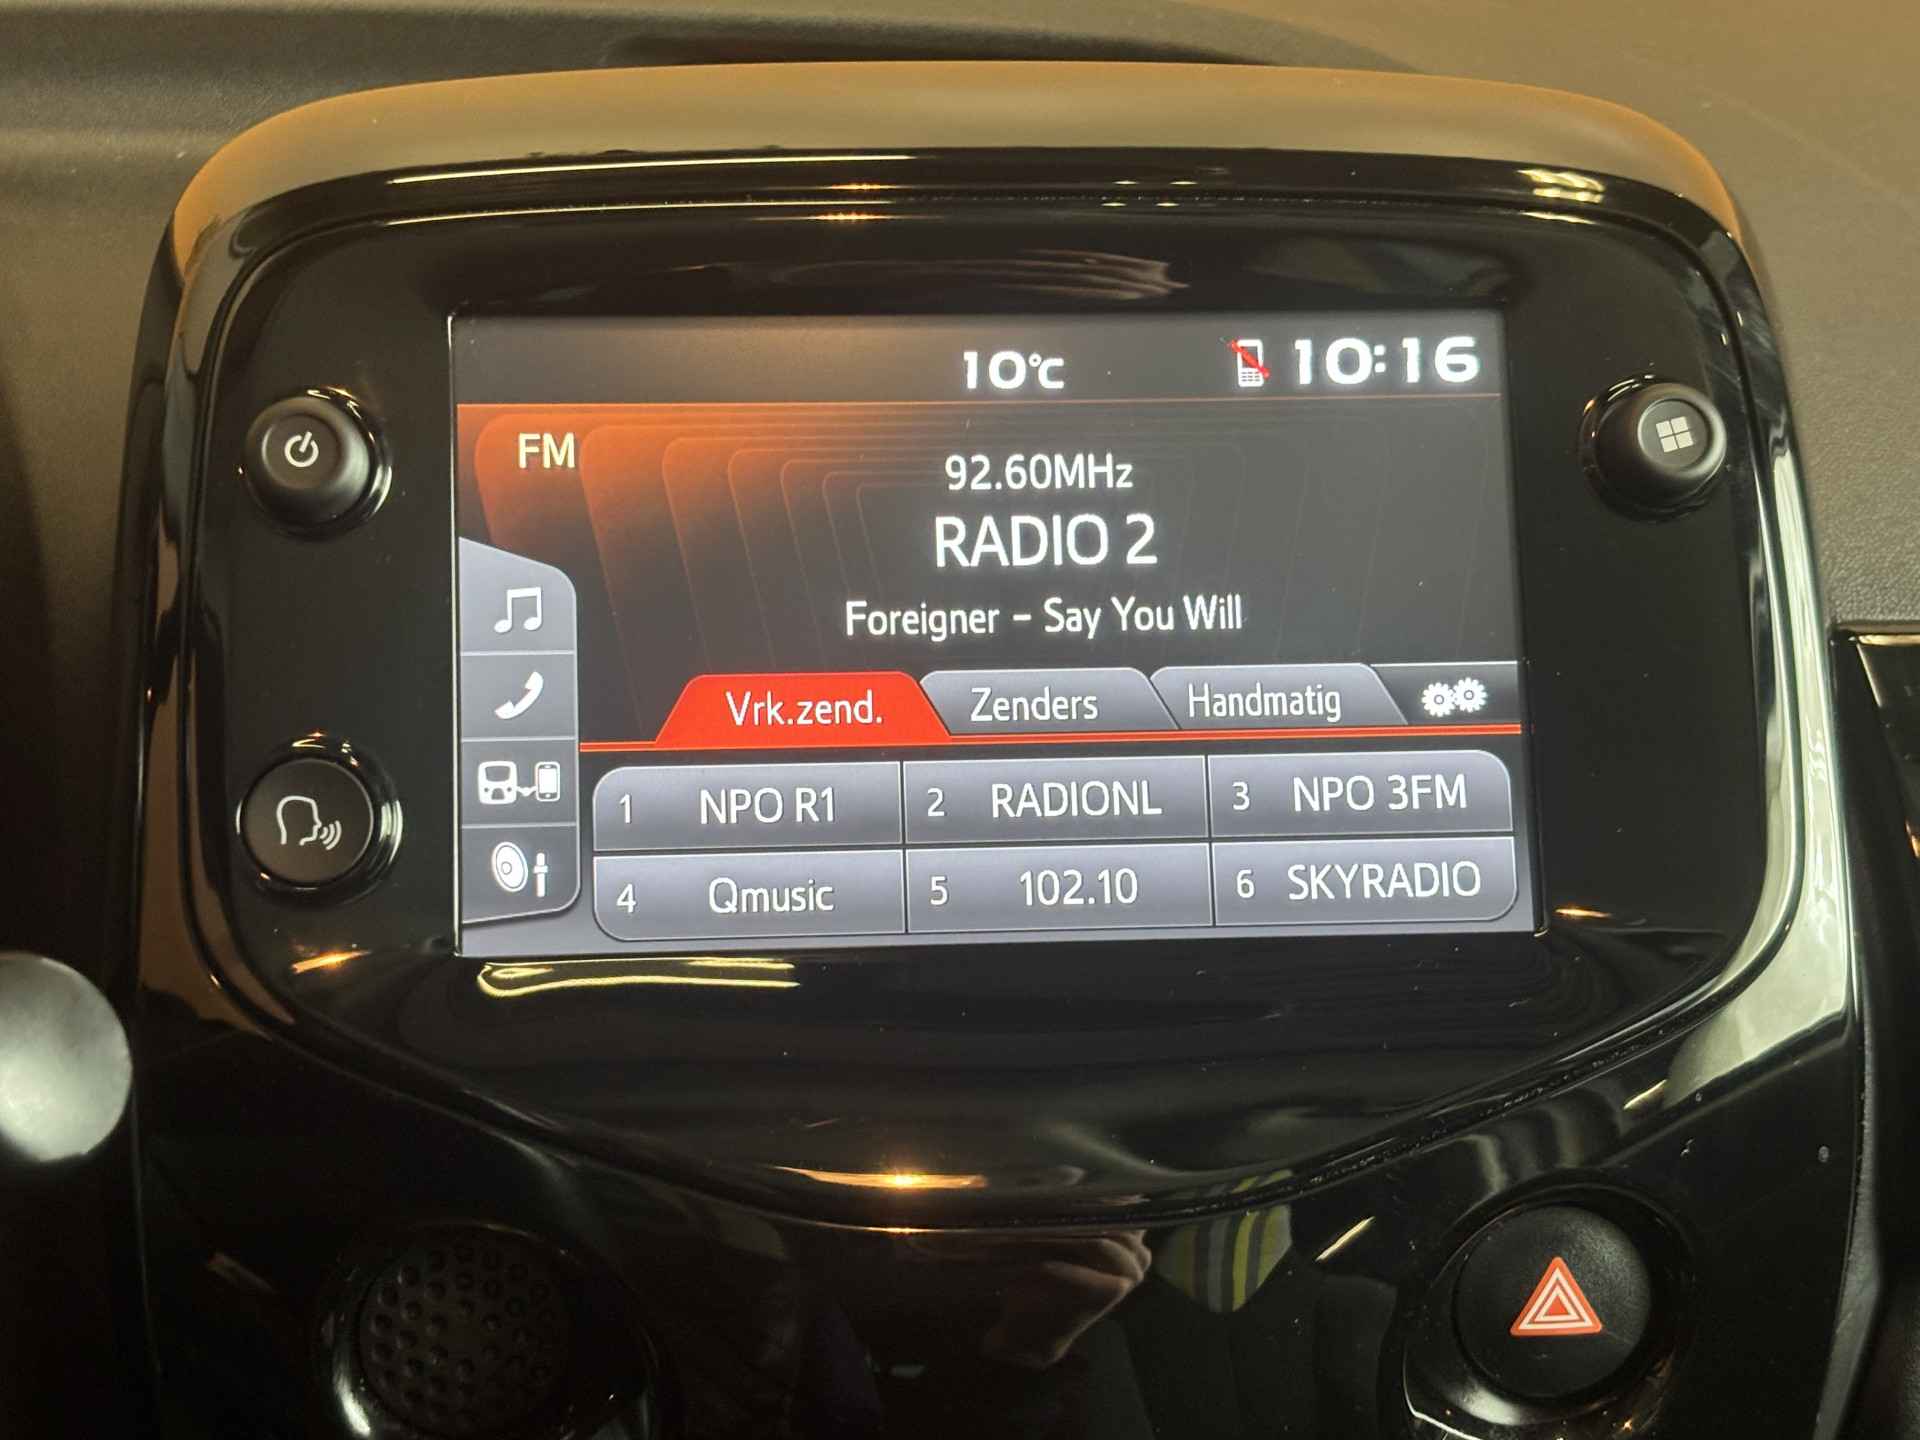 10°C 10:16
FM
92.60MHz
RADIO 2
Foreigner – Say You Will
Vrk.zend. Zenders Handmatig
1 NPO R1 2 RADIONL 3 NPO 3FM
4 Qmusic 5 102.10 6 SKYRADIO